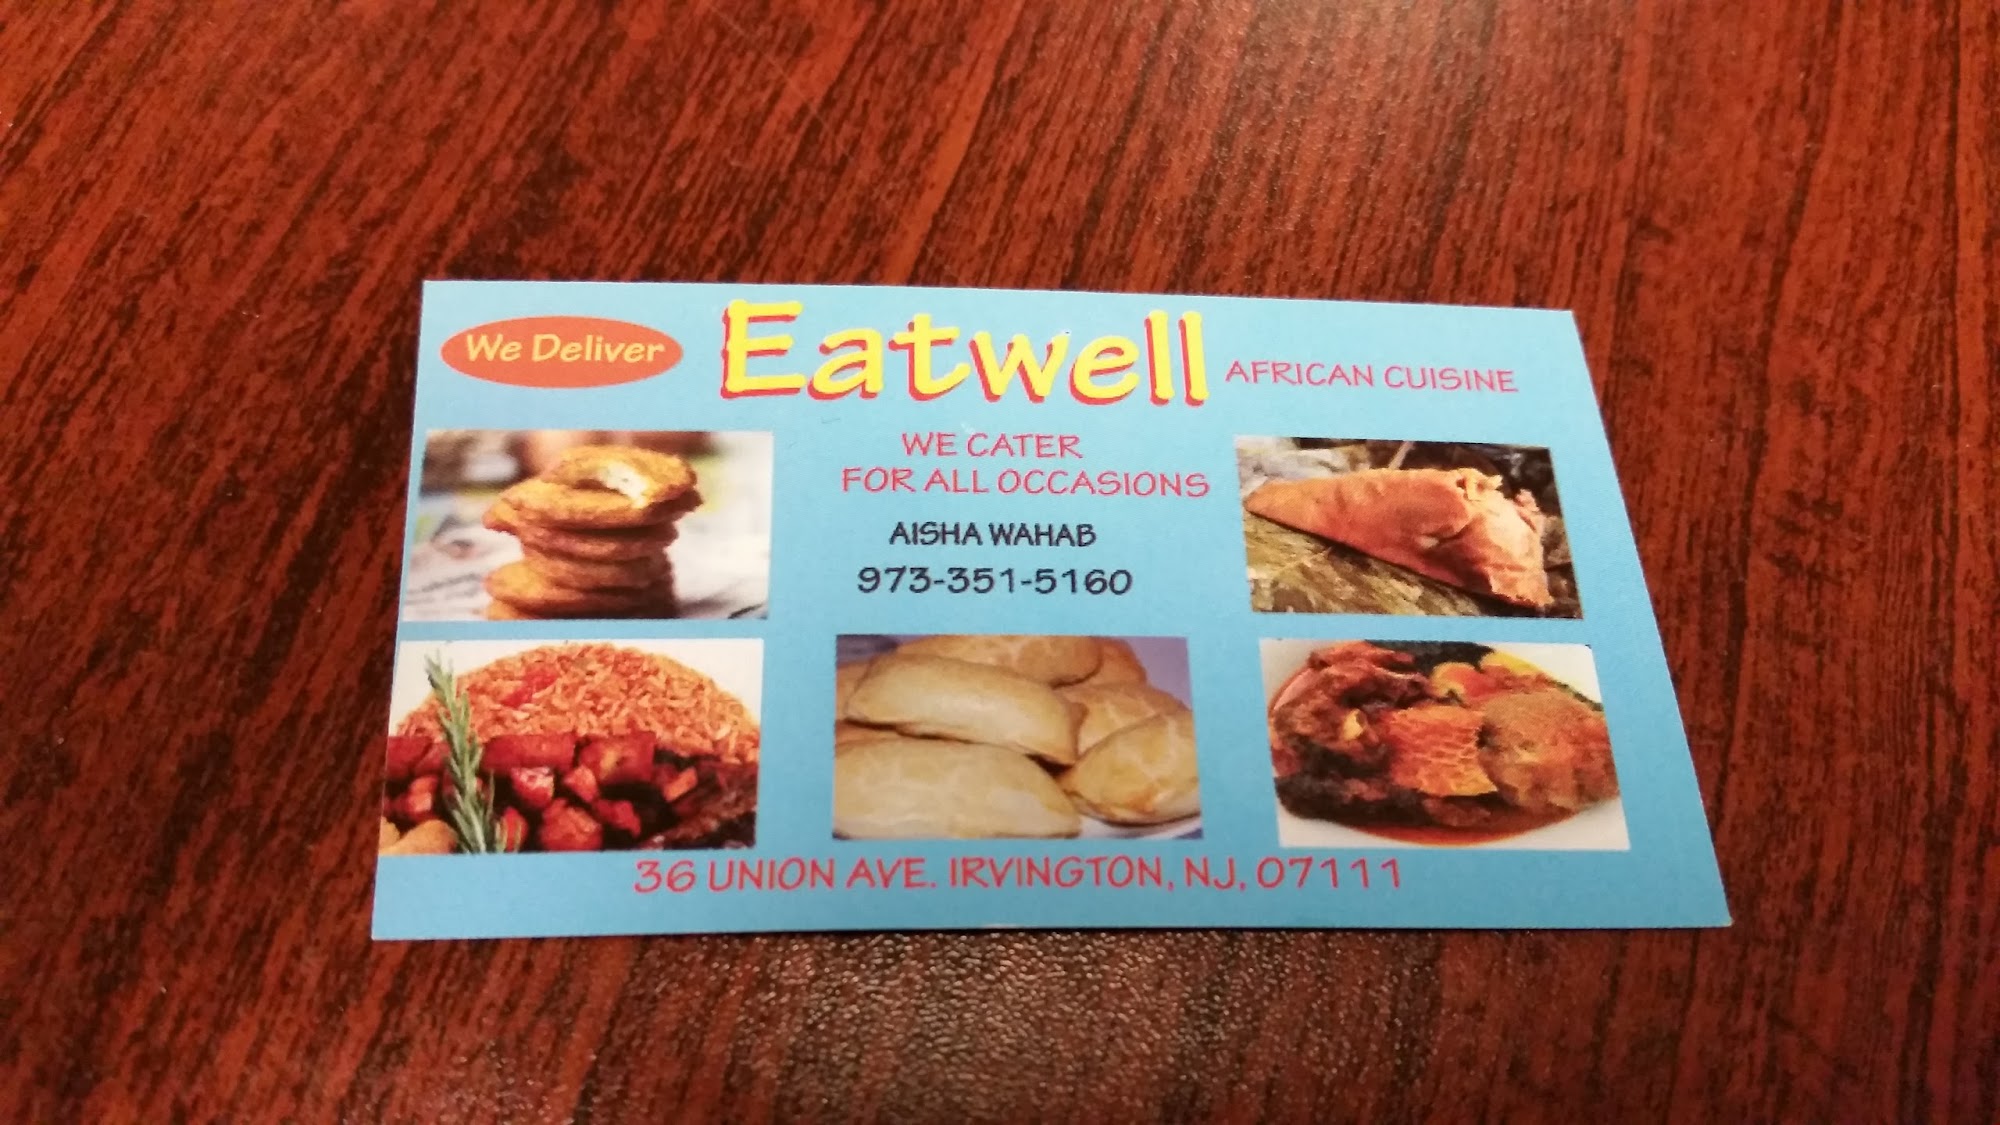 We Deliver
Eatwell
AFRICAN CUISINE
WE CATER
FOR ALL OCCASIONS
AISHA WAHAB
973-351-5160
36 UNION AVE. IRVINGTON, NJ, 07111